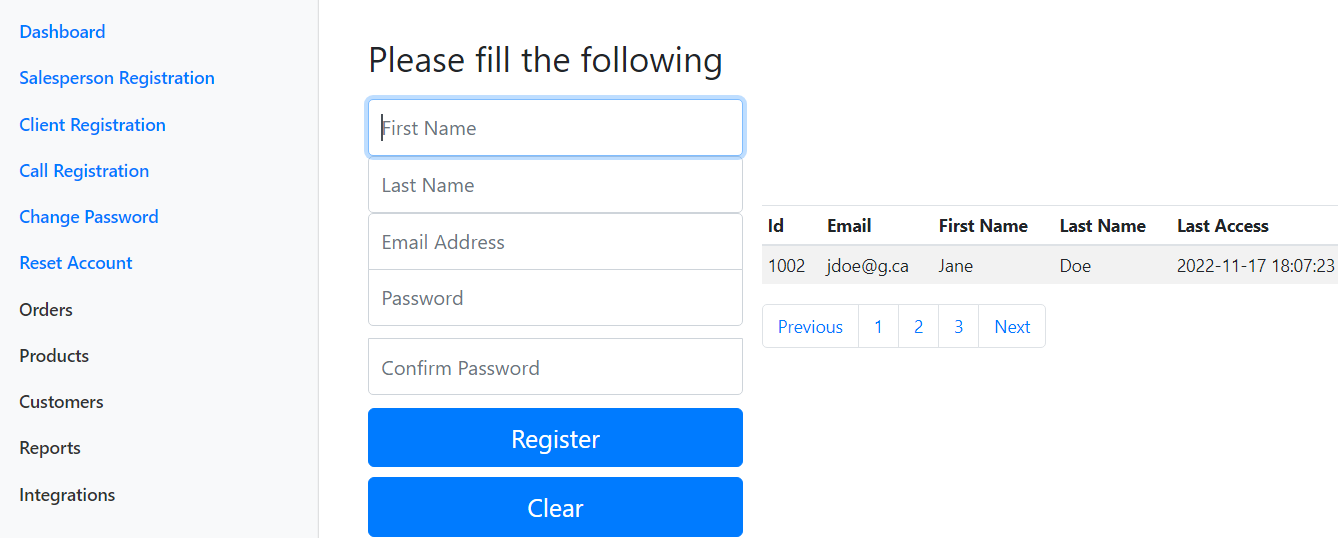 Dashboard
Salesperson Registration
Client Registration
Call Registration
Change Password
Reset Account
Orders
Products
Customers
Reports
Integrations
Please fill the following
First Name
Last Name
Email Address
Password
Confirm Password
Register
Clear
Id Email First Name Last Name Last Access
1002 jdoe@g.ca Jane Doe 2022-11-17 18:07:23
Previous 1 2 3 Next